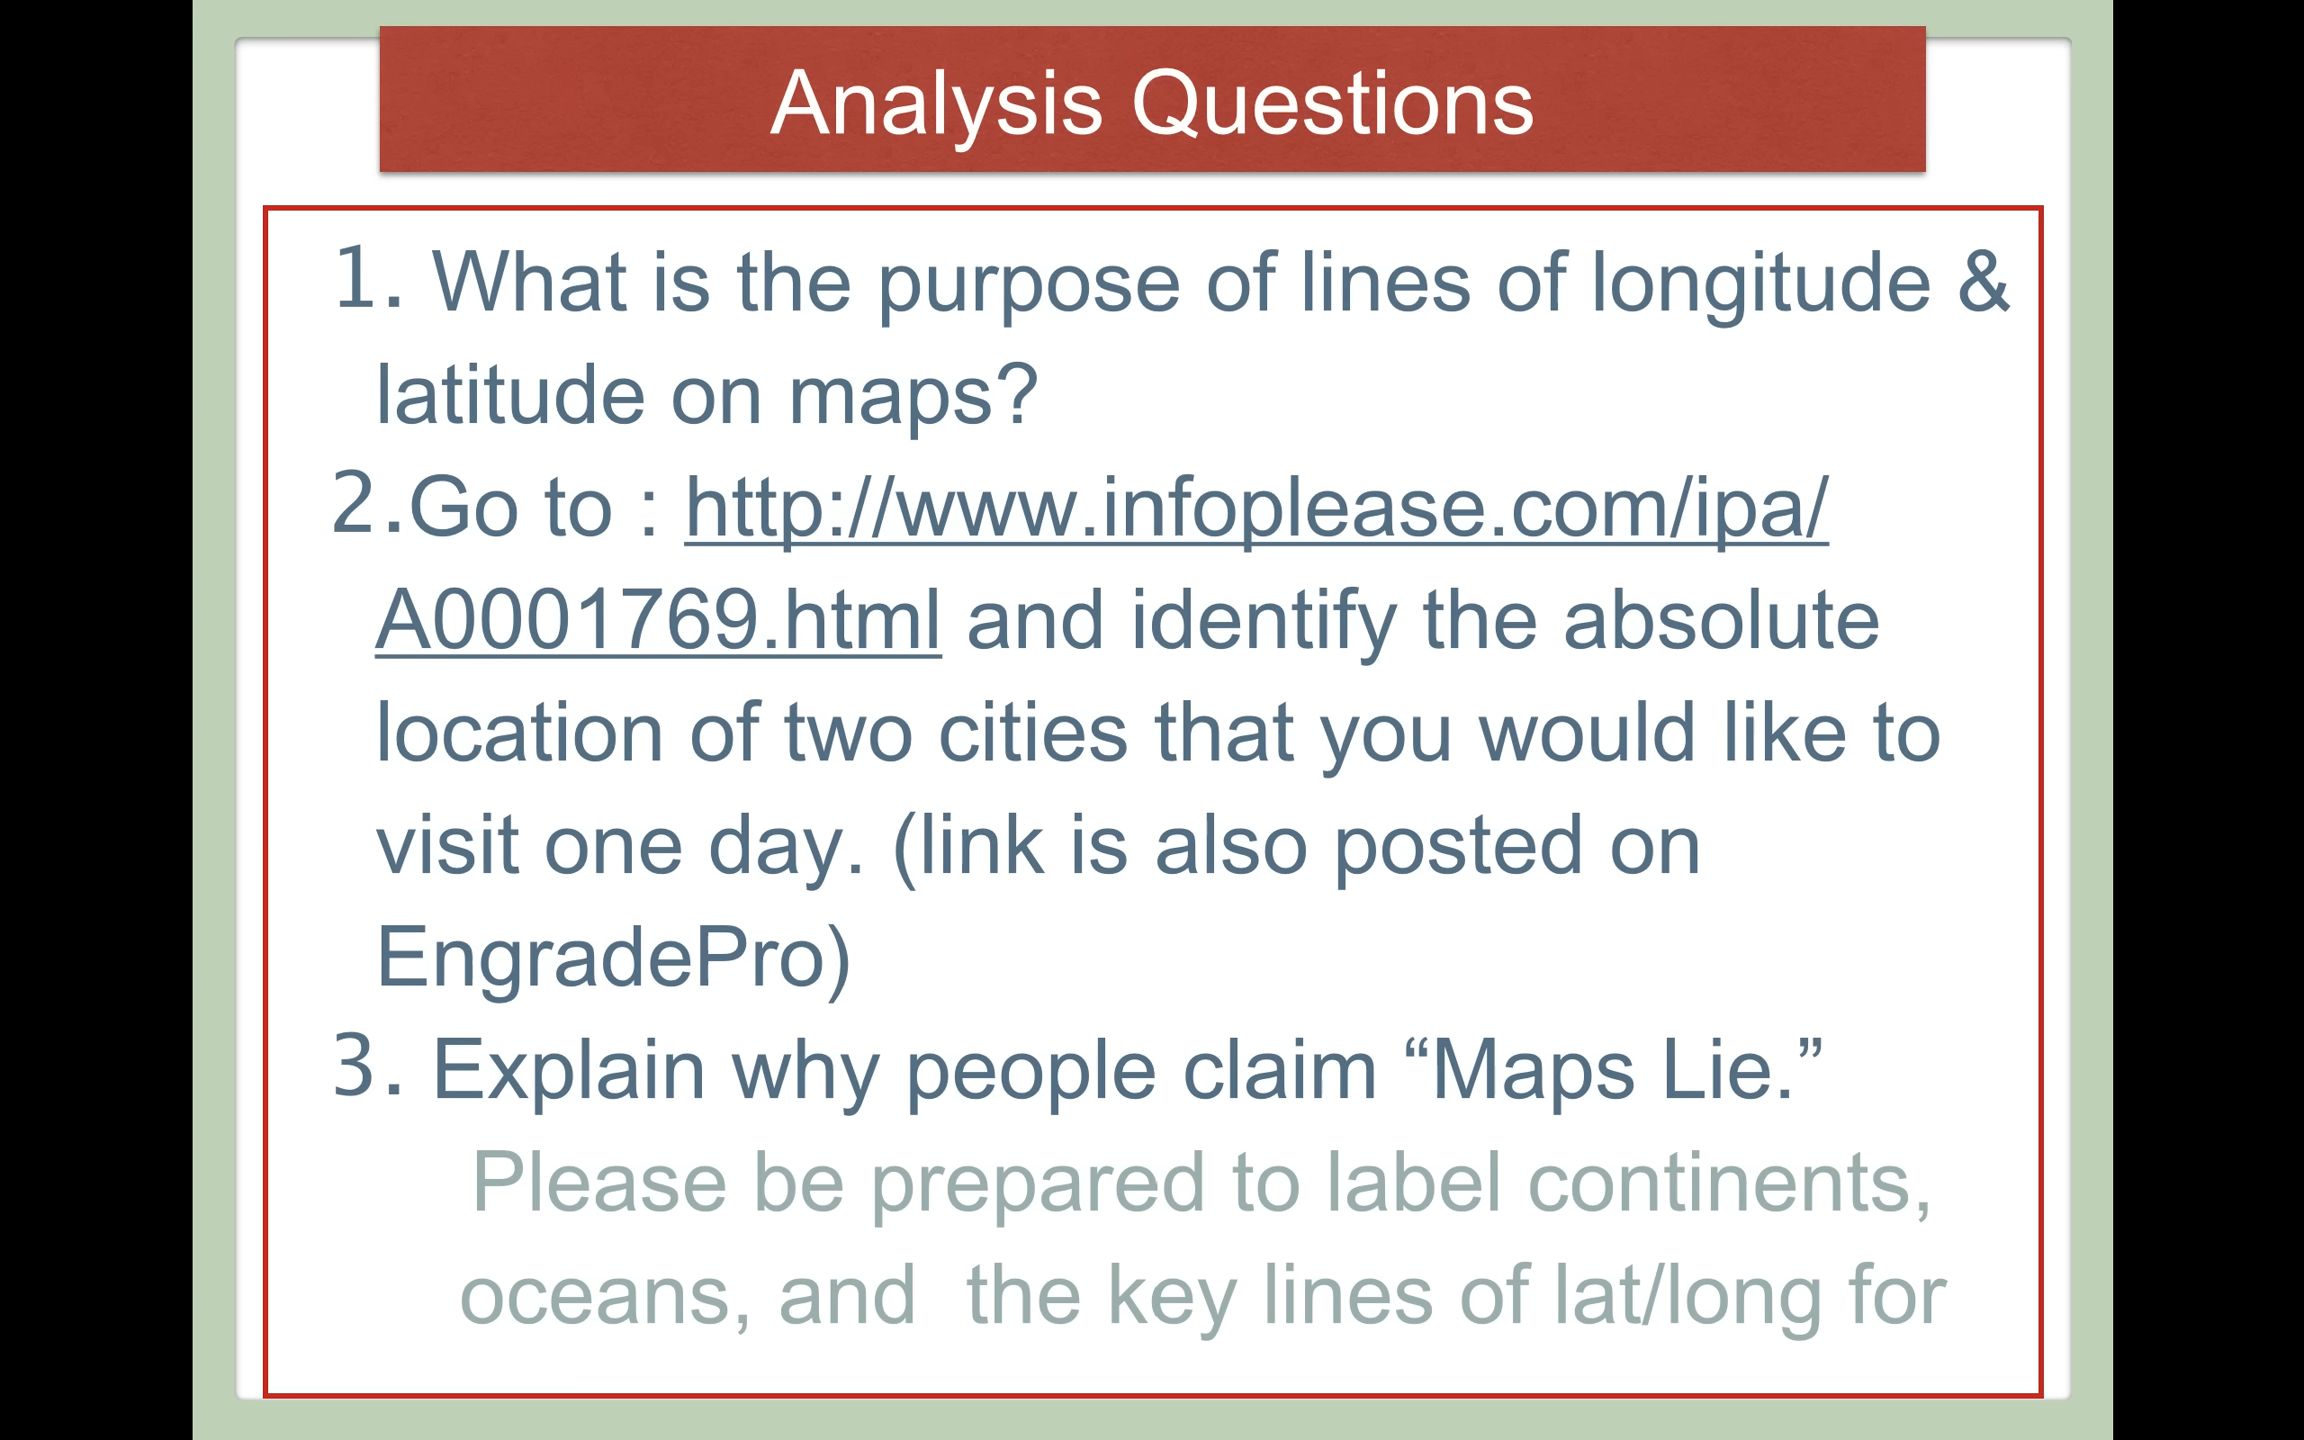 Analysis Questions
1. What is the purpose of lines of longitude &
latitude on maps?
2.Go to : http://www.infoplease.com/ipa/
A0001769.html and identify the absolute
location of two cities that you would like to
visit one day. (link is also posted on
EngradePro)
3. Explain why people claim “Maps Lie.”
Please be prepared to label continents,
oceans, and  the key lines of lat/long for